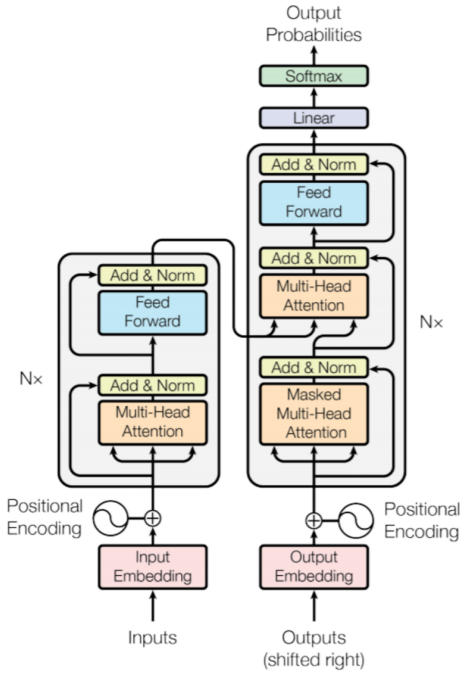 Output
Probabilities
Softmax
Linear
Add & Norm
Feed
Forward
Add & Norm
Multi-Head
Attention
Add & Norm
Masked
Multi-Head
Attention
Nx
Add & Norm
Feed
Forward
Add & Norm
Multi-Head
Attention
Nx
Positional
Encoding
Positional
Encoding
Input
Embedding
Output
Embedding
Inputs
Outputs
(shifted right)